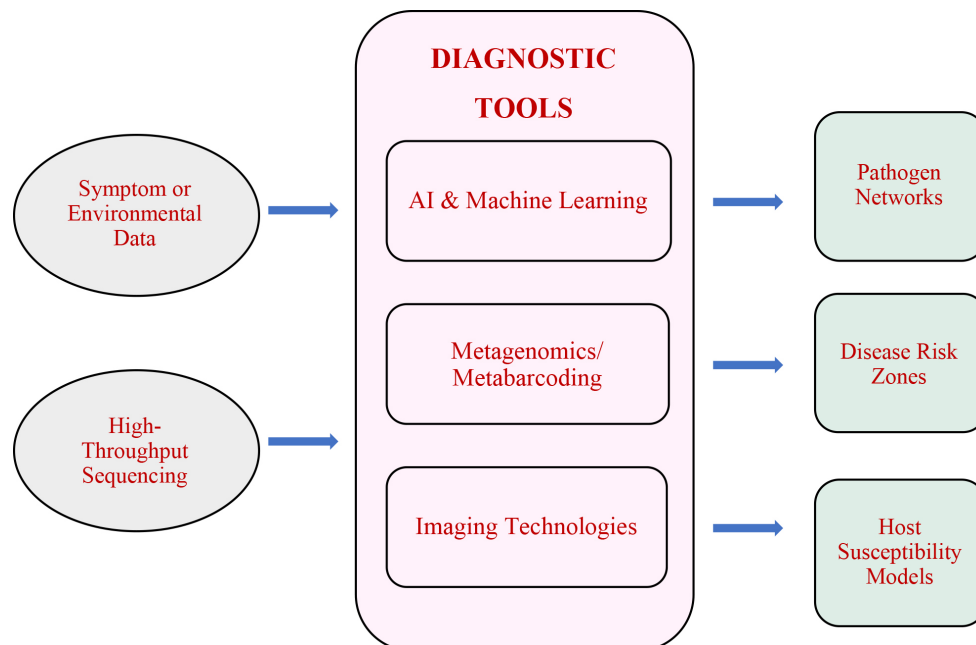 DIAGNOSTIC
TOOLS
Symptom or
Environmental
Data
High-
Throughput
Sequencing
AI & Machine Learning
Metagenomics/
Metabarcoding
Imaging Technologies
Pathogen
Networks
Disease Risk
Zones
Host
Susceptibility
Models